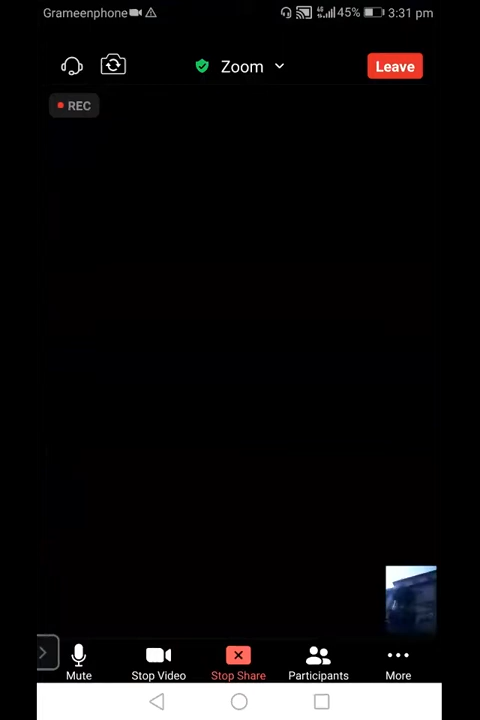 Grameenphone 45% 3:31 pm
Zoom Leave
REC
Mute Stop Video Stop Share Participants More